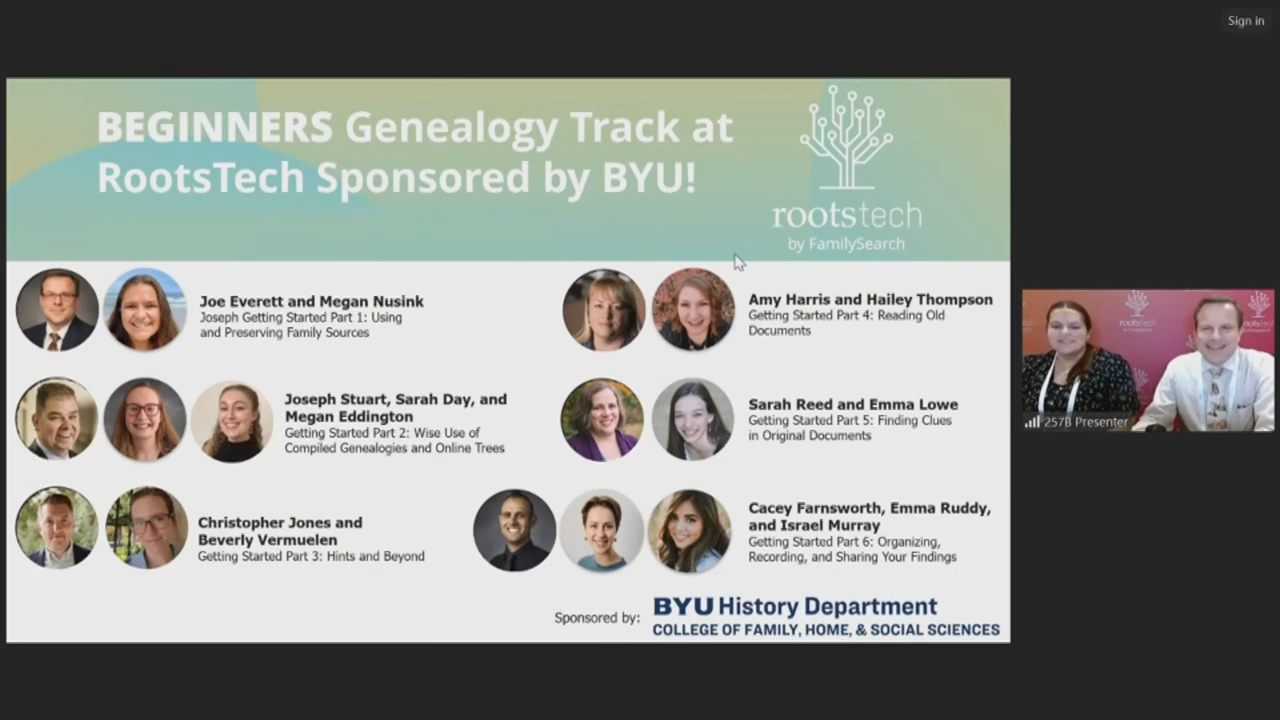 Sign in
BEGINNERS Genealogy Track at
RootsTech Sponsored by BYU!
rootstech
by FamilySearch
Joe Everett and Megan Nusink
Joseph Getting Started Part 1: Using
and Preserving Family Sources
Amy Harris and Hailey Thompson
Getting Started Part 4: Reading Old
Documents
Joseph Stuart, Sarah Day, and
Megan Eddington
Getting Started Part 2: Wise Use of
Compiled Genealogies and Online Trees
Sarah Reed and Emma Lowe
Getting Started Part 5: Finding Clues
in Original Documents
Christopher Jones and
Beverly Vermuelen
Getting Started Part 3: Hints and Beyond
Cacey Farnsworth, Emma Ruddy,
and Israel Murray
Getting Started Part 6: Organizing,
Recording, and Sharing Your Findings
Sponsored by:
BYU History Department
COLLEGE OF FAMILY, HOME, & SOCIAL SCIENCES
rootstech
257B Presenter